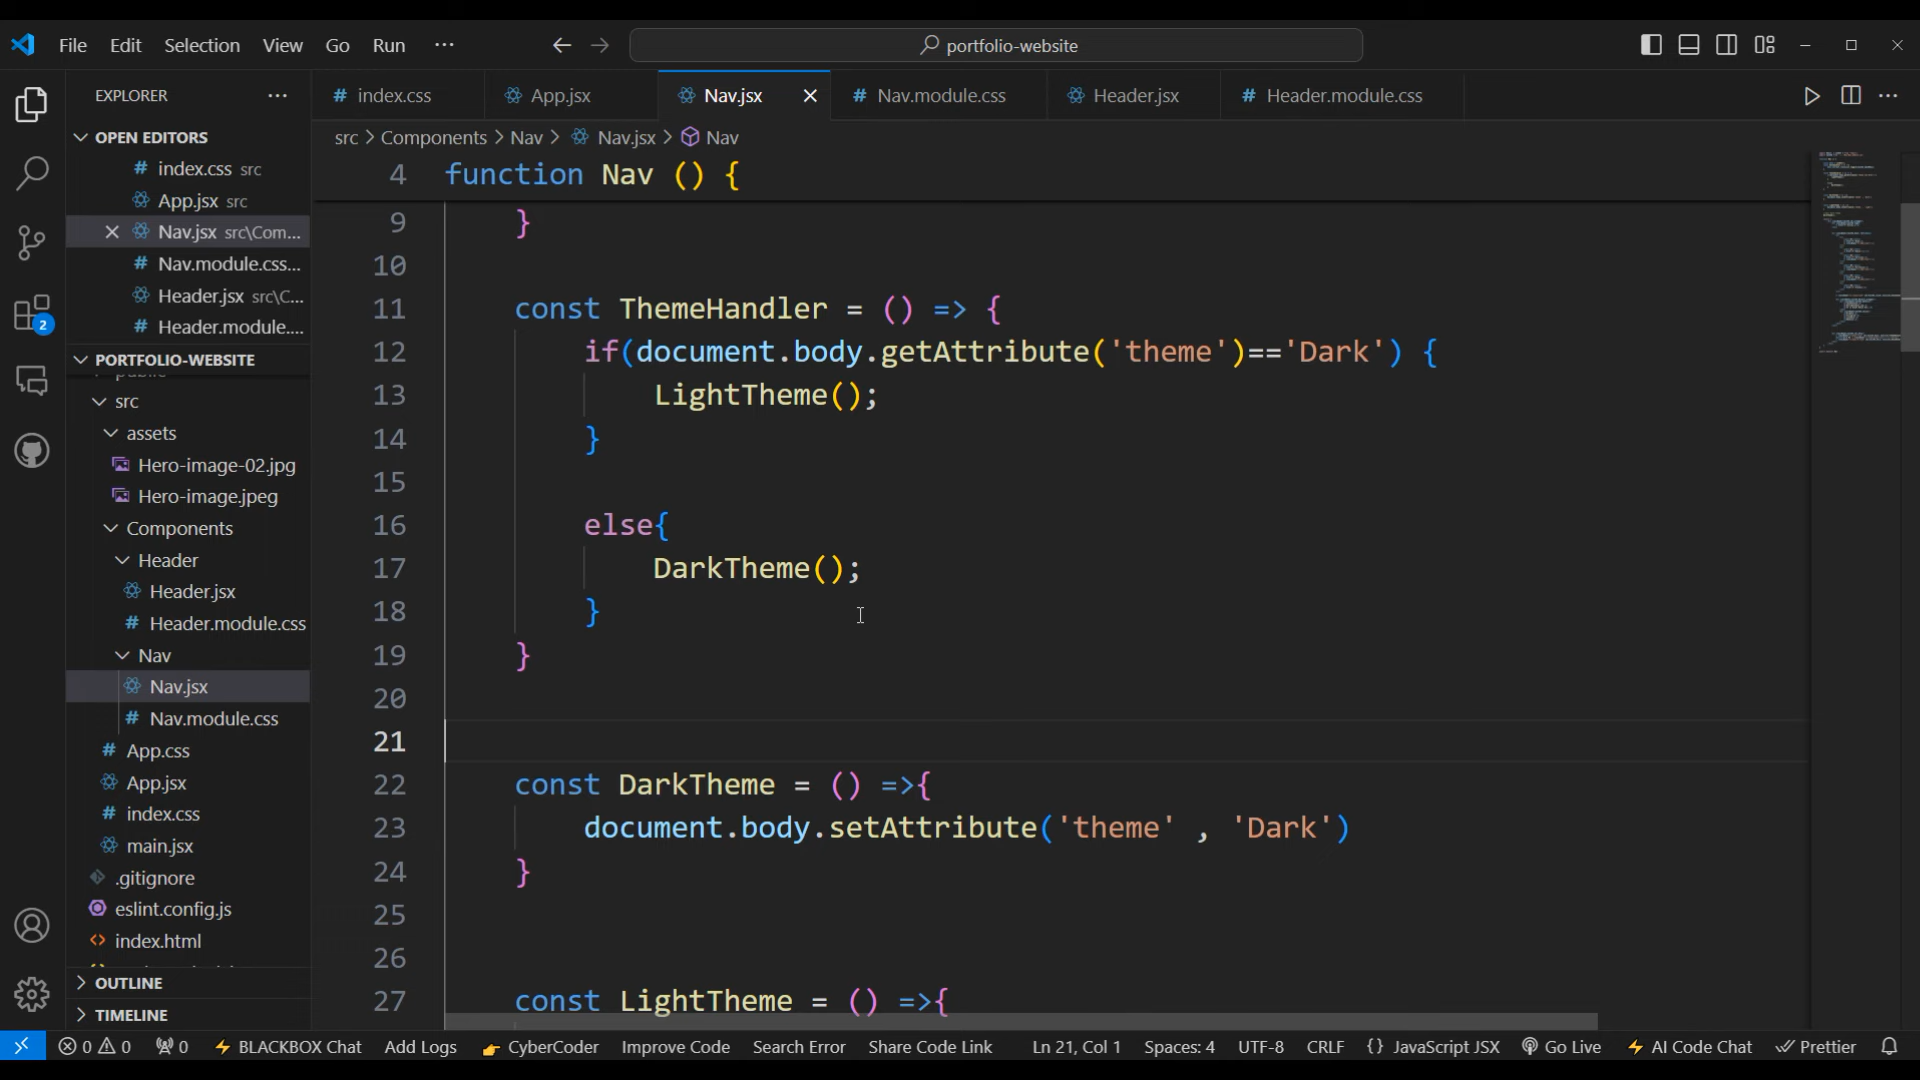 File Edit Selection View Go Run ···
portfolio-website
EXPLORER ···
OPEN EDITORS
index.css src
App.jsx src
Nav.jsx src\Com...
Nav.module.css...
Header.jsx src\C...
Header.module....
PORTFOLIO-WEBSITE
src
assets
Hero-image-02.jpg
Hero-image.jpeg
Components
Header
Header.jsx
Header.module.css
Nav
Nav.jsx
Nav.module.css
App.css
App.jsx
index.css
main.jsx
.gitignore
eslint.config.js
index.html
OUTLINE
TIMELINE
2
# index.css App.jsx Nav.jsx # Nav.module.css Header.jsx # Header.module.css
src > Components > Nav > Nav.jsx > Nav
4 function Nav () {
9 }
10
11 const ThemeHandler = () => {
12 if(document.body.getAttribute('theme')=='Dark') {
13 LightTheme();
14 }
15
16 else{
17 DarkTheme();
18 }
19 }
20
21
22 const DarkTheme = () =>{
23 document.body.setAttribute('theme' , 'Dark')
24 }
25
26
27 const LightTheme = () =>{
0 0 0 BLACKBOX Chat Add Logs CyberCoder Improve Code Search Error Share Code Link Ln 21, Col 1 Spaces: 4 UTF-8 CRLF {} JavaScript JSX Go Live AI Code Chat Prettier